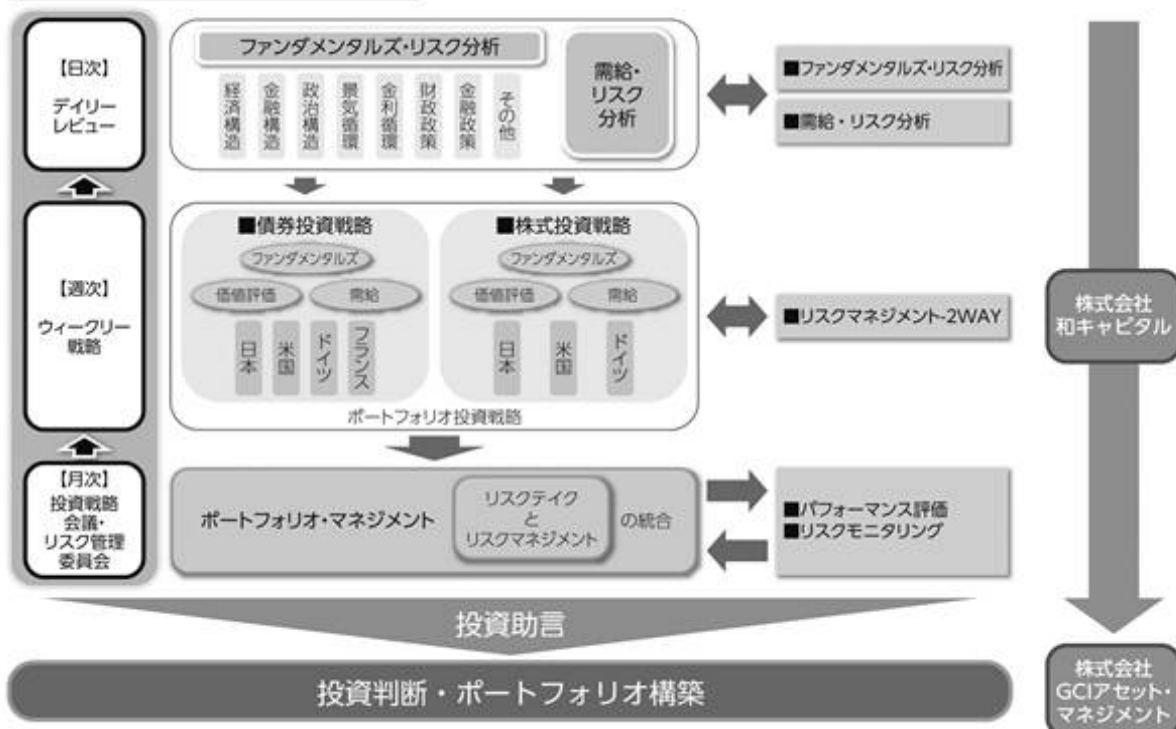 【日次】
デイリー
レビュー
ファンダメンタルズ・リスク分析
経済構造
金融構造
政治構造
景気循環
金利循環
財政政策
金融政策
その他
需給・
リスク
分析
■ファンダメンタルズ・リスク分析
■需給・リスク分析
【週次】
ウィークリー
戦略
■債券投資戦略
ファンダメンタルズ
価値評価
需給
日本
米国
ドイツ
フランス
■株式投資戦略
ファンダメンタルズ
価値評価
需給
日本
米国
ドイツ
ポートフォリオ投資戦略
■リスクマネジメント-2WAY
株式会社
和キャピタル
【月次】
投資戦略
会議・
リスク管理
委員会
ポートフォリオ・マネジメント
リスクテイク
と
リスクマネジメント
の統合
■パフォーマンス評価
■リスクモニタリング
投資助言
投資判断・ポートフォリオ構築
株式会社
GCIアセット・
マネジメント